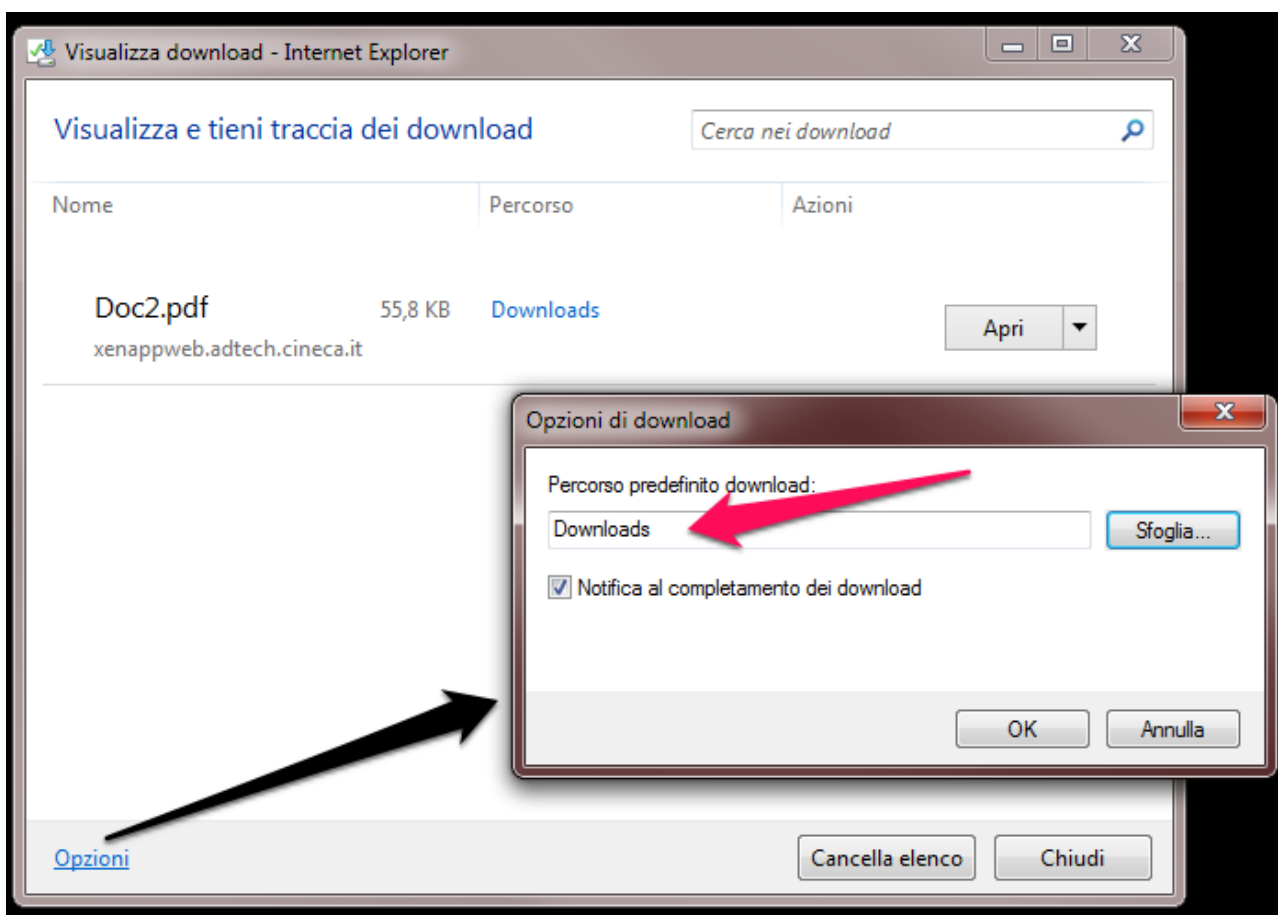 Visualizza download - Internet Explorer
Visualizza e tieni traccia dei download
Cerca nei download
Nome Percorso Azioni
Doc2.pdf 55,8 KB Downloads Apri
xenappweb.adtech.cineca.it
Opzioni di download
Percorso predefinito download:
Downloads Sfoglia...
Notifica al completamento dei download
OK Annulla
Opzioni Cancella elenco Chiudi